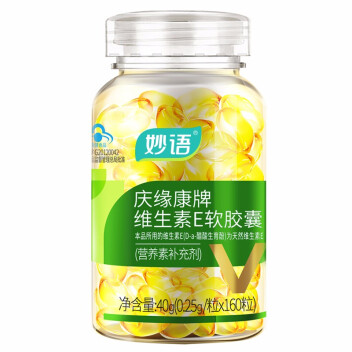 妙语®
庆缘康牌
维生素E软胶囊
本品所用的维生素E(D-a-醋酸生育酚)为天然维生素E
(营养素补充剂)
净含量:40g(0.25g/粒x160粒)